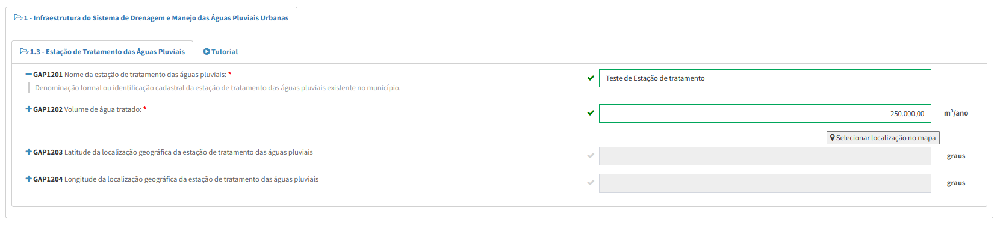 1 - Infraestrutura do Sistema de Drenagem e Manejo das Águas Pluviais Urbanas
1.3 - Estação de Tratamento das Águas Pluviais Tutorial
GAP1201 Nome da estação de tratamento das águas pluviais: * Teste de Estação de tratamento
Denominação formal ou identificação cadastral da estação de tratamento das águas pluviais existente no município.
GAP1202 Volume de água tratado: * 250.000,00 m³/ano
Selecionar localização no mapa
GAP1203 Latitude da localização geográfica da estação de tratamento das águas pluviais graus
GAP1204 Longitude da localização geográfica da estação de tratamento das águas pluviais graus